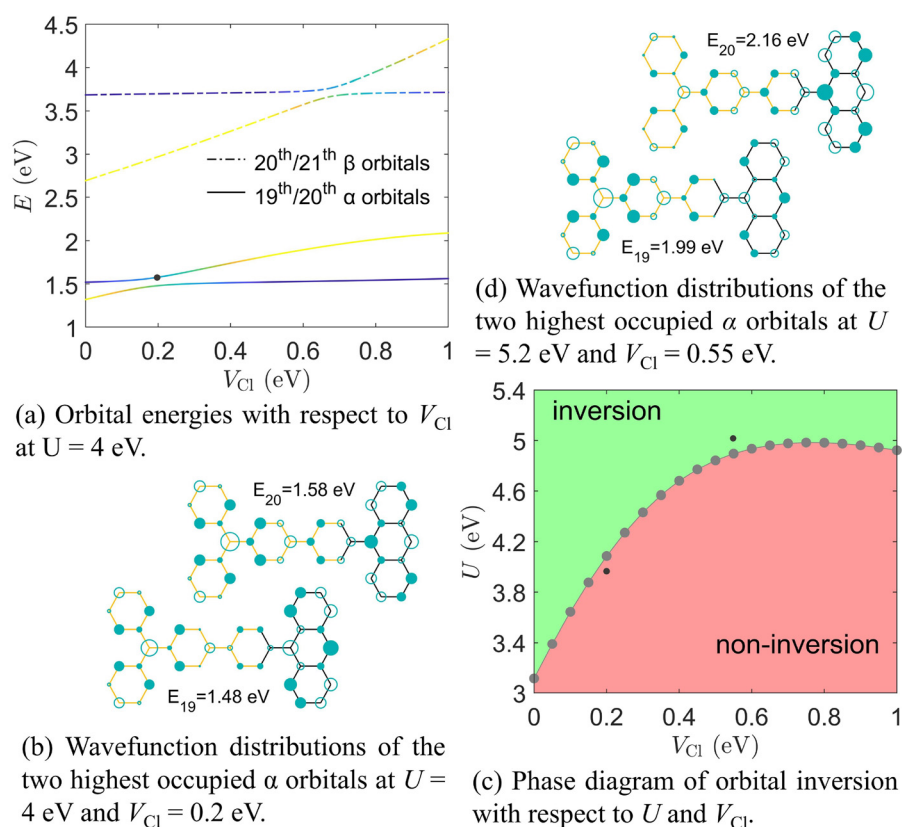 4.5
4
3.5
3
2.5
2
1.5
1
E (eV)
20th/21th β orbitals
19th/20th α orbitals
0 0.2 0.4 0.6 0.8 1
VCl (eV)
(a) Orbital energies with respect to VCl
at U = 4 eV.
E20=1.58 eV
E19=1.48 eV
(b) Wavefunction distributions of the
two highest occupied α orbitals at U =
4 eV and VCl = 0.2 eV.
E20=2.16 eV
E19=1.99 eV
(d) Wavefunction distributions of the
two highest occupied α orbitals at U
= 5.2 eV and VCl = 0.55 eV.
5.4
5
4.6
4.2
3.8
3.4
3
U (eV)
inversion
non-inversion
0 0.2 0.4 0.6 0.8 1
VCl (eV)
(c) Phase diagram of orbital inversion
with respect to U and VCl.